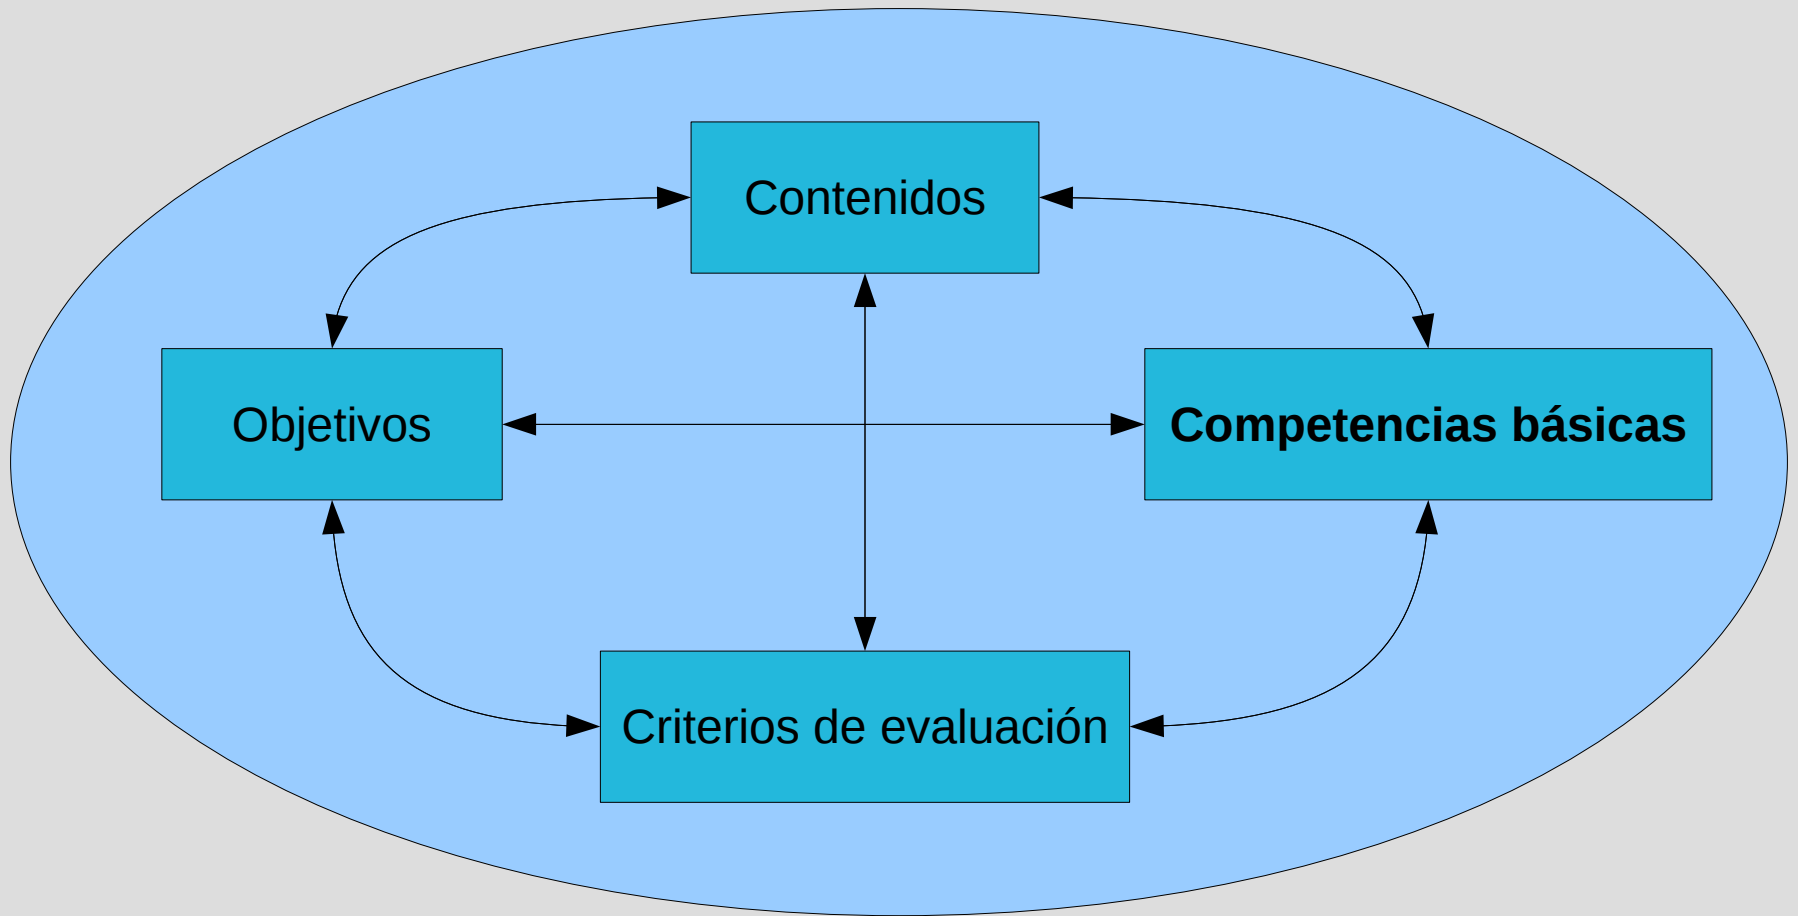 Contenidos
Objetivos
Competencias básicas
Criterios de evaluación